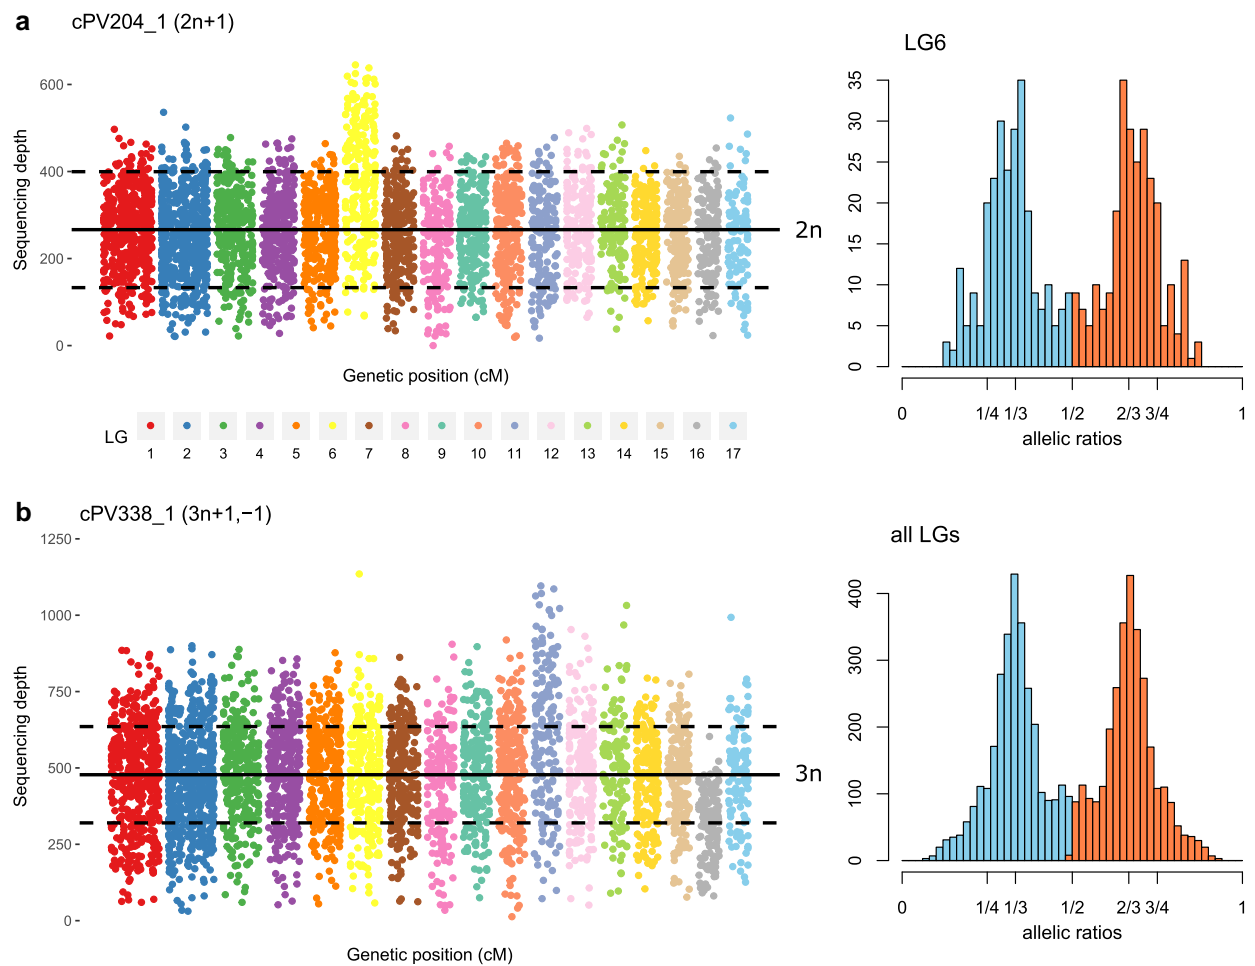 a
cPV204_1 (2n+1)
Sequencing depth
600
400
200
0
2n
Genetic position (cM)
LG
1 2 3 4 5 6 7 8 9 10 11 12 13 14 15 16 17
LG6
35
30
25
20
15
10
5
0
0 1/4 1/3 1/2 2/3 3/4 1
allelic ratios
b
cPV338_1 (3n+1,−1)
Sequencing depth
1250
1000
750
500
250
0
3n
Genetic position (cM)
all LGs
400
300
200
100
0
0 1/4 1/3 1/2 2/3 3/4 1
allelic ratios